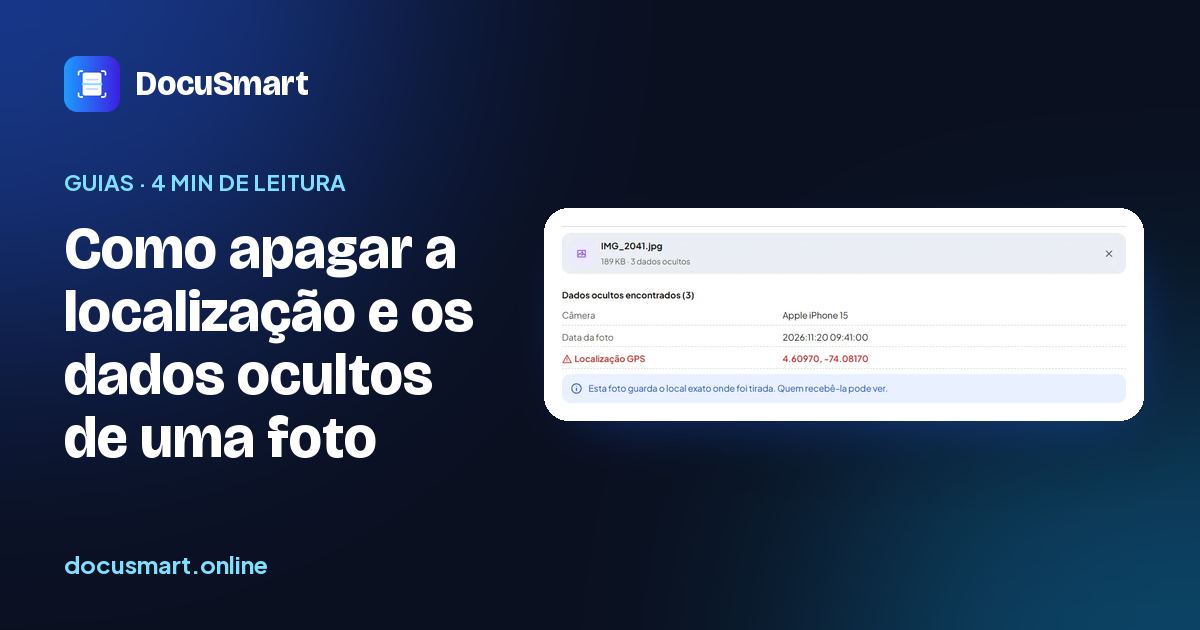 DocuSmart
GUIAS · 4 MIN DE LEITURA
Como apagar a
localização e os
dados ocultos
de uma foto
docusmart.online
IMG_2041.jpg
189 KB · 3 dados ocultos
Dados ocultos encontrados (3)
Câmera Apple iPhone 15
Data da foto 2026:11:20 09:41:00
Localização GPS 4.60970, -74.08170
Esta foto guarda o local exato onde foi tirada. Quem recebê-la pode ver.